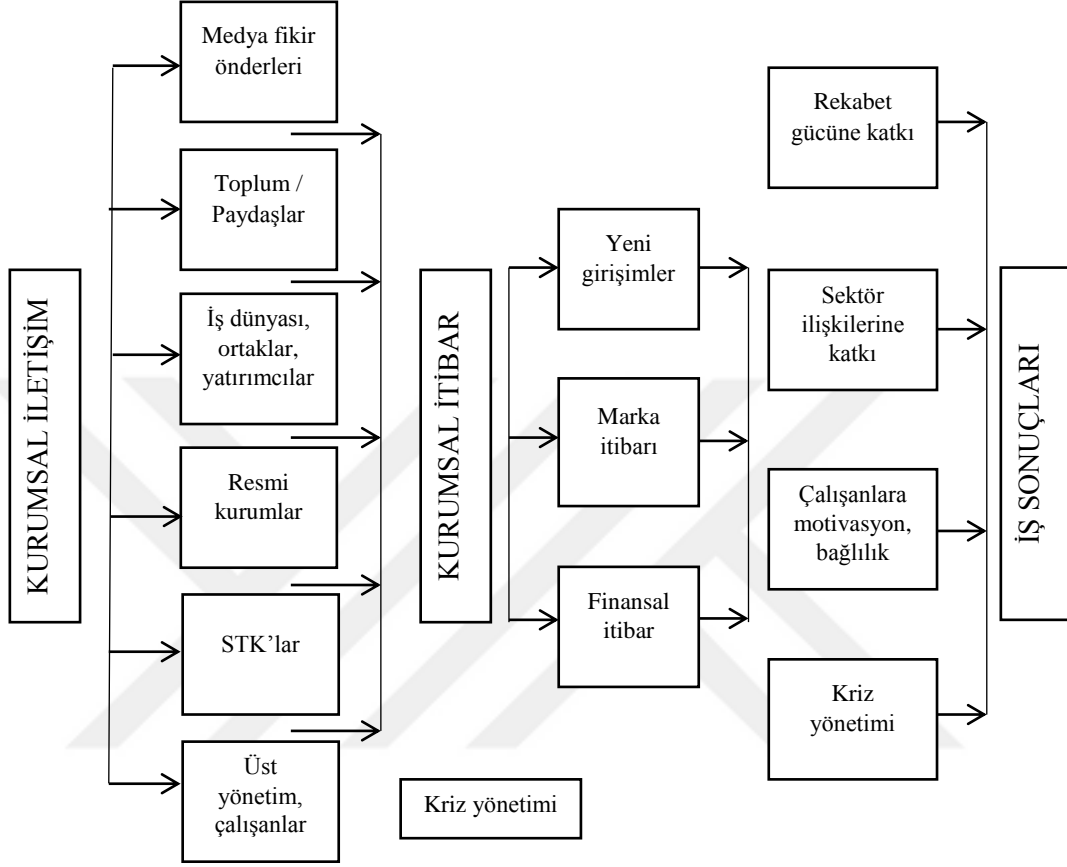 KURUMSAL İLETİŞİM
Medya fikir
önderleri
Toplum /
Paydaşlar
İş dünyası,
ortaklar,
yatırımcılar
Resmi
kurumlar
STK’lar
Üst
yönetim,
çalışanlar
KURUMSAL İTİBAR
Kriz yönetimi
Yeni
girişimler
Marka
itibarı
Finansal
itibar
Rekabet
gücüne katkı
Sektör
ilişkilerine
katkı
Çalışanlara
motivasyon,
bağlılık
Kriz
yönetimi
İŞ SONUÇLARI